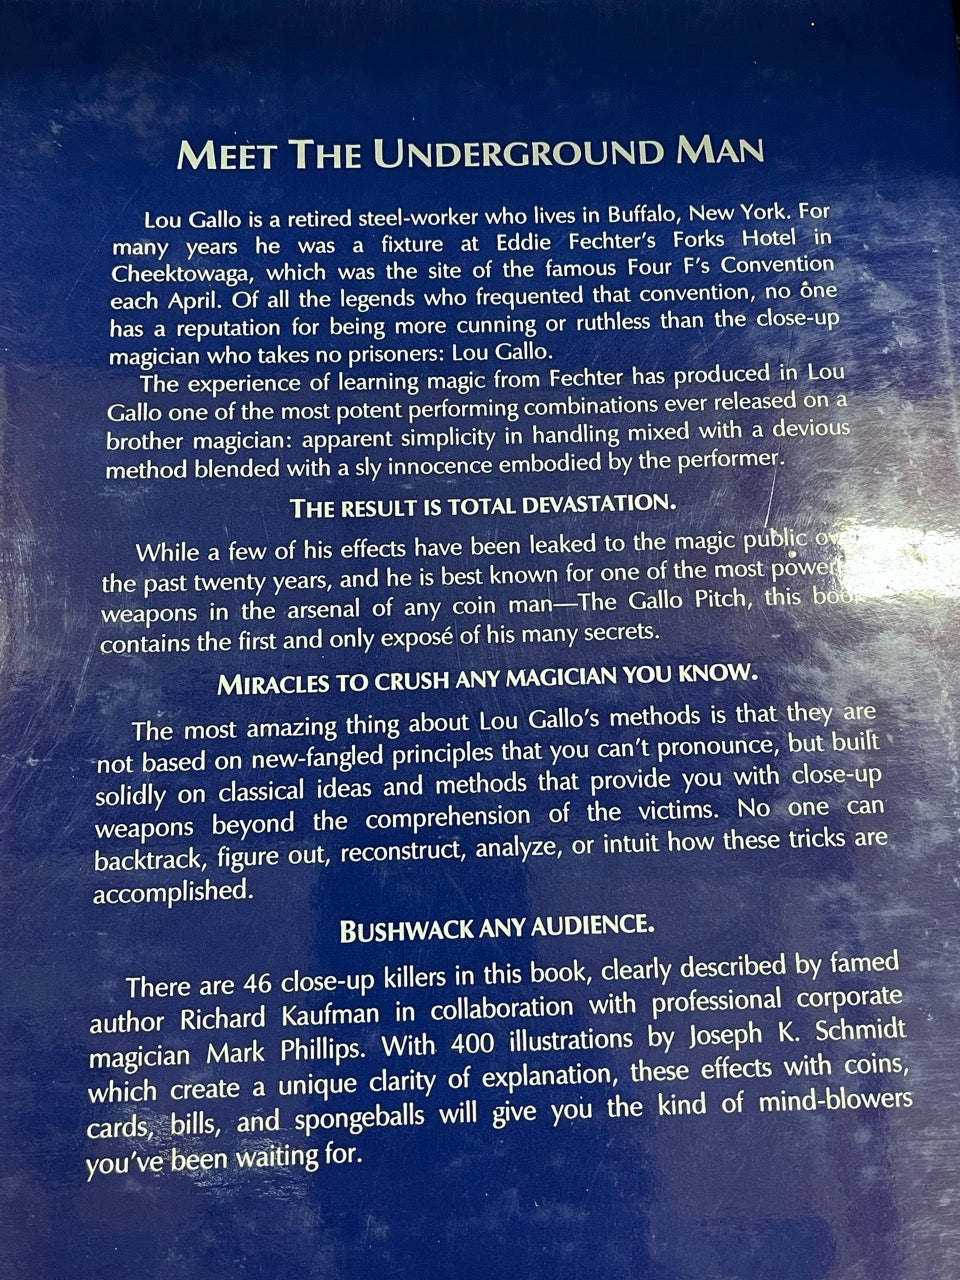 MEET THE UNDERGROUND MAN
Lou Gallo is a retired steel-worker who lives in Buffalo, New York. For
many years he was a fixture at Eddie Fechter's Forks Hotel in
Cheektowaga, which was the site of the famous Four F's Convention
each April. Of all the legends who frequented that convention, no one
has a reputation for being more cunning or ruthless than the close-up
magician who takes no prisoners: Lou Gallo.
The experience of learning magic from Fechter has produced in Lou
Gallo one of the most potent performing combinations ever released on a
brother magician: apparent simplicity in handling mixed with a devious
method blended with a sly innocence embodied by the performer.
THE RESULT IS TOTAL DEVASTATION.
While a few of his effects have been leaked to the magic public
the past twenty years, and he is best known for one of the most
weapons in the arsenal of any coin man—The Gallo Pitch, this book
contains the first and only exposé of his many secrets.
MIRACLES TO CRUSH ANY MAGICIAN YOU KNOW.
The most amazing thing about Lou Gallo's methods is that they are
not based on new-fangled principles that you can't pronounce, but built
solidly on classical ideas and methods that provide you with close-up
weapons beyond the comprehension of the victims. No one can
backtrack, figure out, reconstruct, analyze, or intuit how these tricks are
accomplished.
BUSHWACK ANY AUDIENCE.
There are 46 close-up killers in this book, clearly described by famed
author Richard Kaufman in collaboration with professional corporate
magician Mark Phillips. With 400 illustrations by Joseph K. Schmidt
which create a unique clarity of explanation, these effects with coins,
cards, bills, and spongeballs will give you the kind of mind-blowers
you've been waiting for.